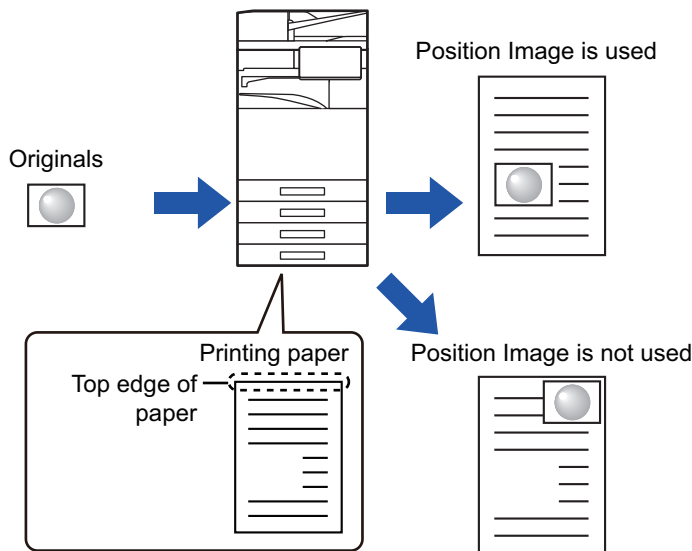 Position Image is used
Originals
Printing paper
Top edge of
paper
Position Image is not used